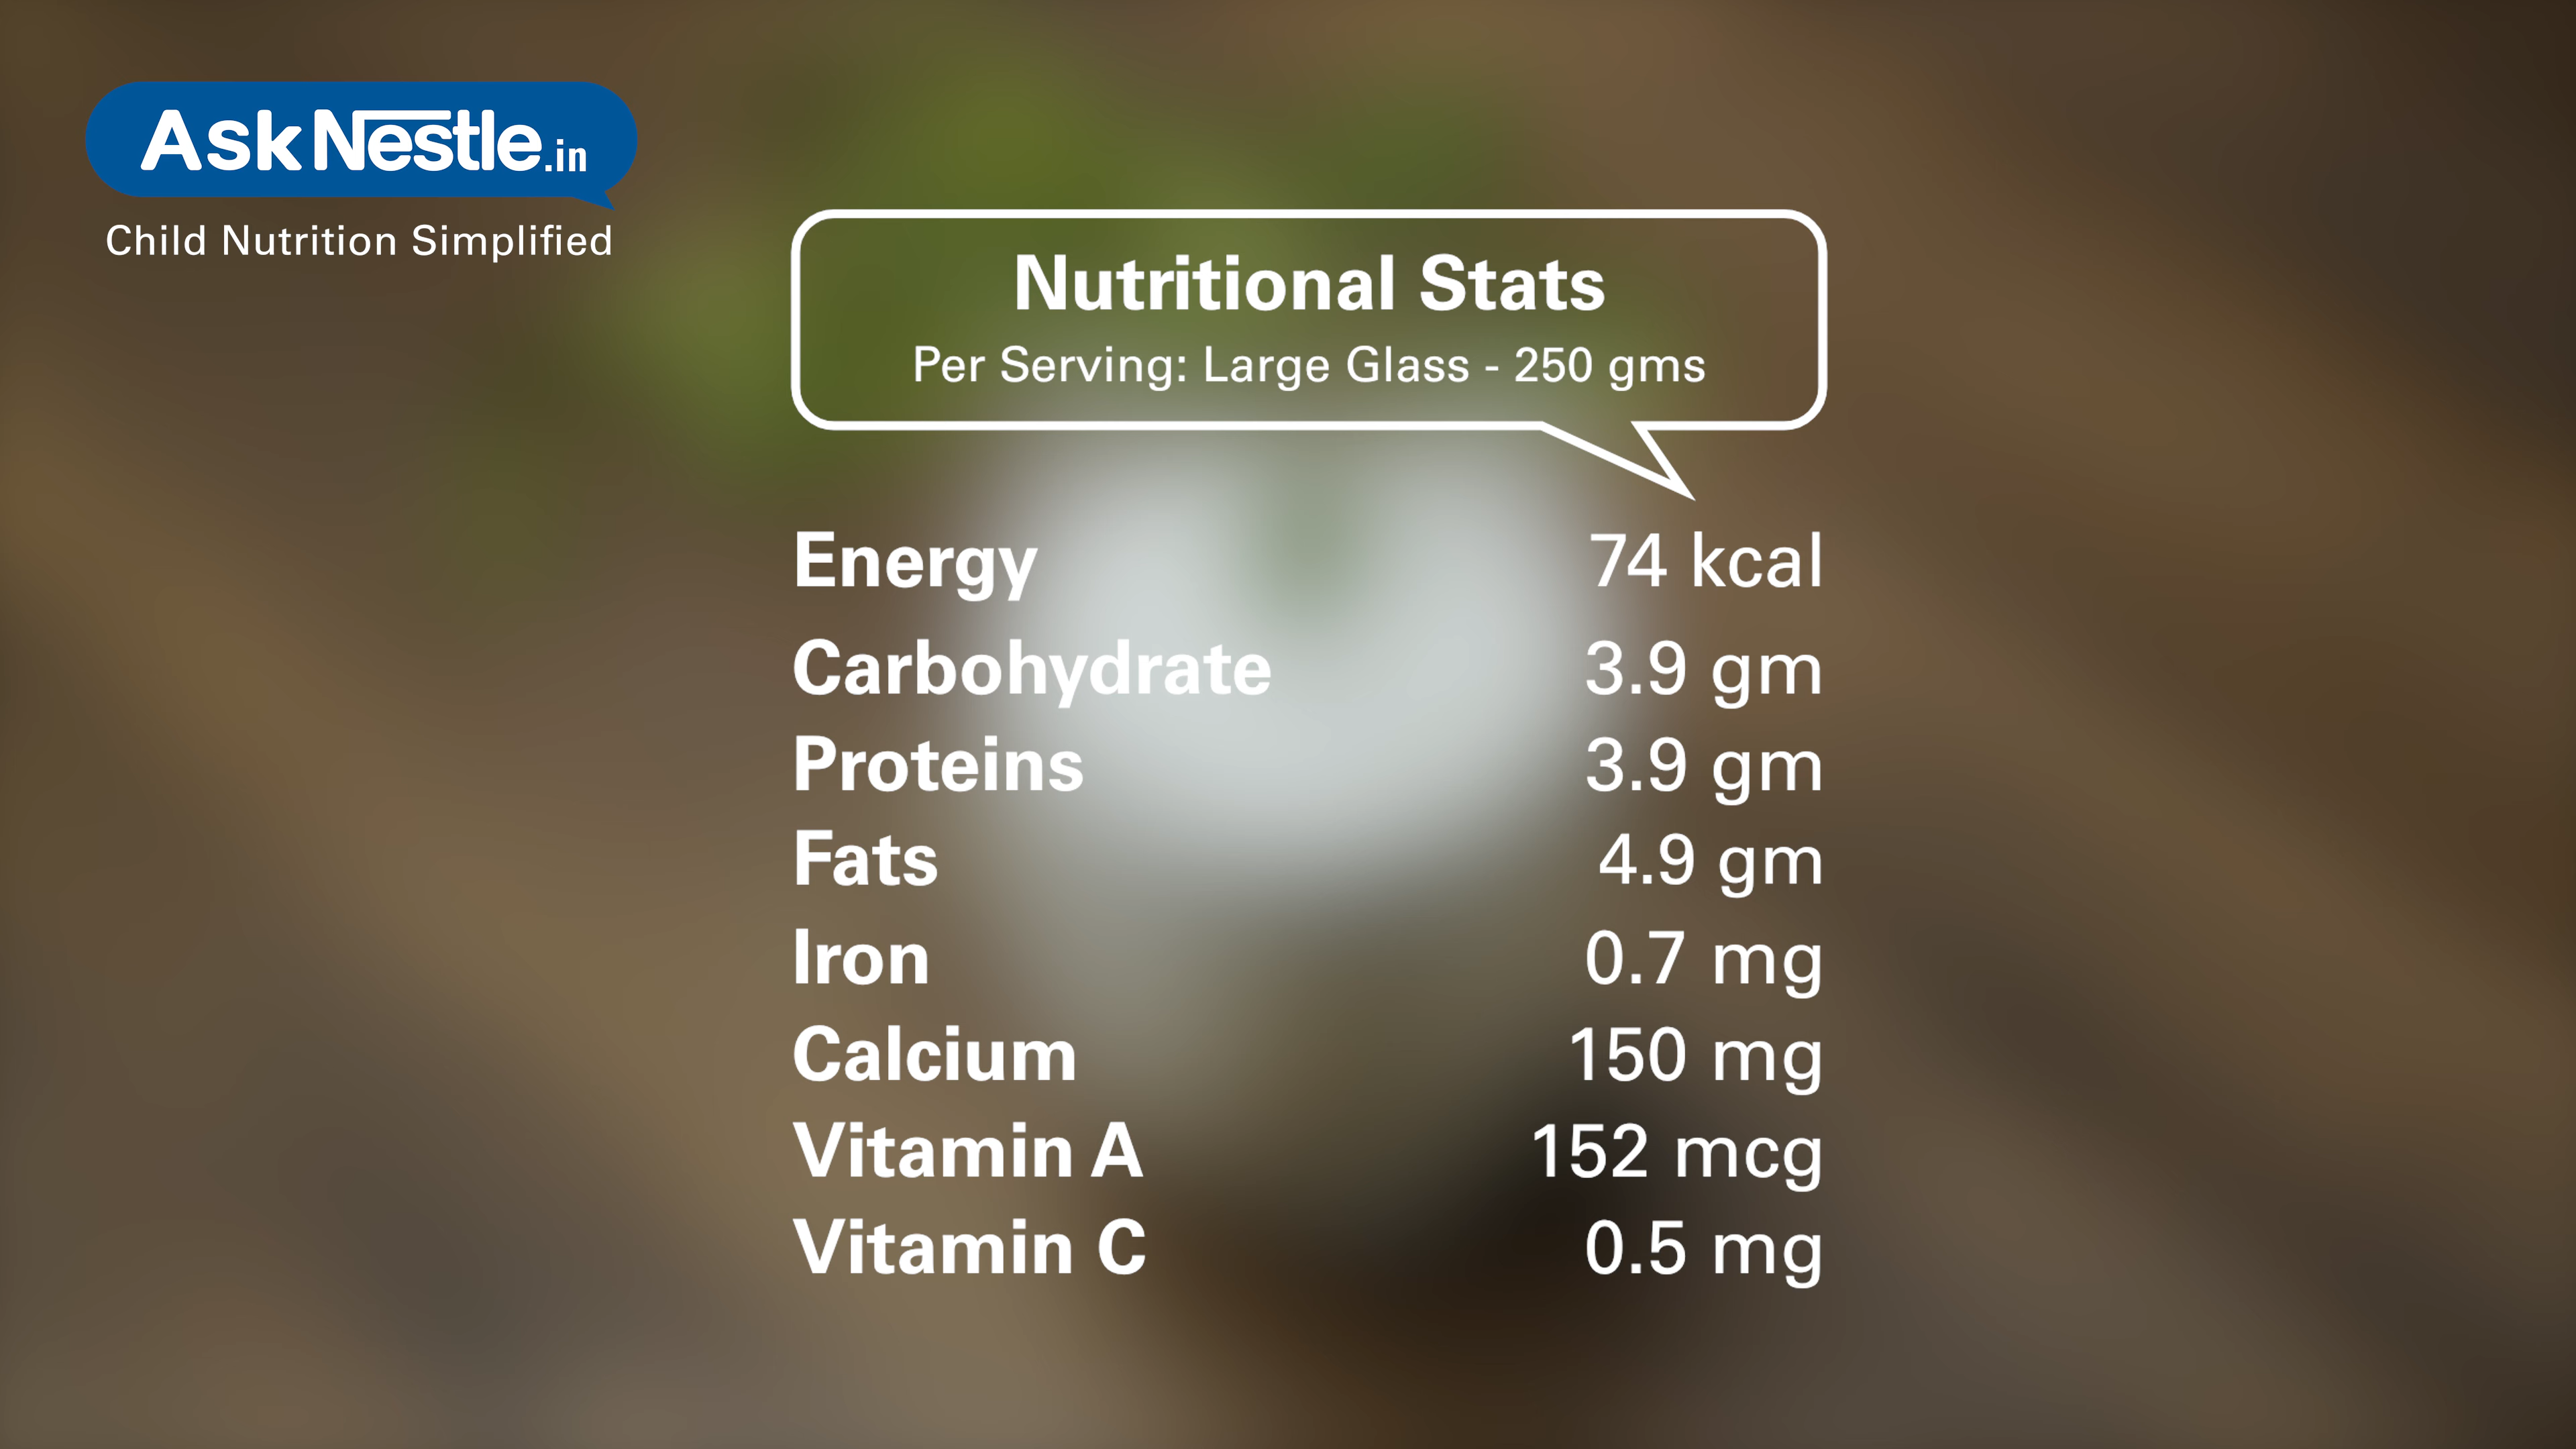 Ask Nestle.in
Child Nutrition Simplified
Nutritional Stats
Per Serving: Large Glass - 250 gms
Energy 74 kcal
Carbohydrate 3.9 gm
Proteins 3.9 gm
Fats 4.9 gm
Iron 0.7 mg
Calcium 150 mg
Vitamin A 152 mcg
Vitamin C 0.5 mg